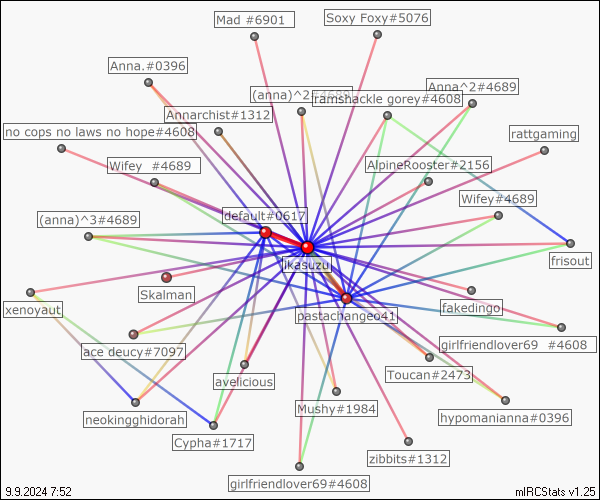 Mad #6901
Soxy Foxy#5076
Anna.#0396
(anna)^2#4689
Anna^2#4689
ramshackle gorey#4608
Annarchist#1312
no cops no laws no hope#4608
rattgaming
Wifey  #4689
AlpineRooster#2156
Wifey#4689
(anna)^3#4689
default#0617
frisout
ikasuzu
Skalman
xenoyaut
fakedingo
pastachangeo41
girlfriendlover69  #4608
ace deucy#7097
Toucan#2473
avelicious
Mushy#1984
hypomanianna#0396
neokingghidorah
Cypha#1717
zibbits#1312
girlfriendlover69#4608
9.9.2024 7:52
mIRCStats v1.25